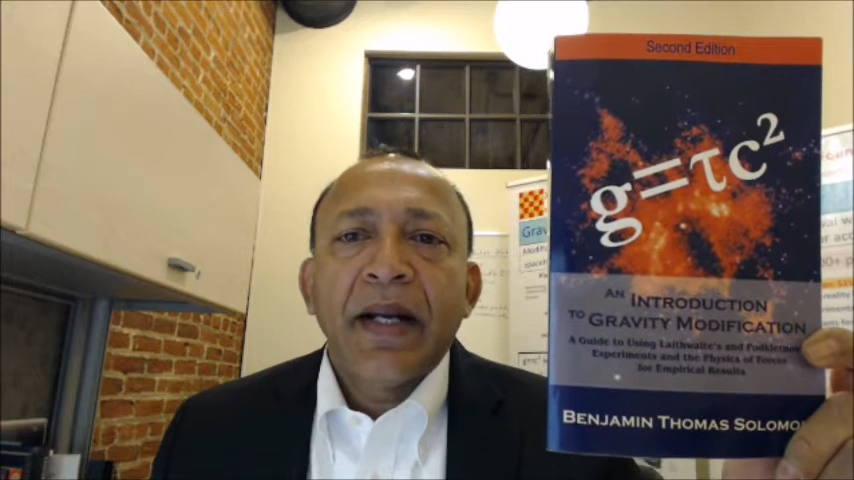 Second Edition
g=τc²
AN INTRODUCTION
TO GRAVITY MODIFICATION
A Guide to Using Laithwaite's and Podkletnov
Experiments and the Physics of Forces
for Empirical Results
BENJAMIN THOMAS SOLOMO
Grav